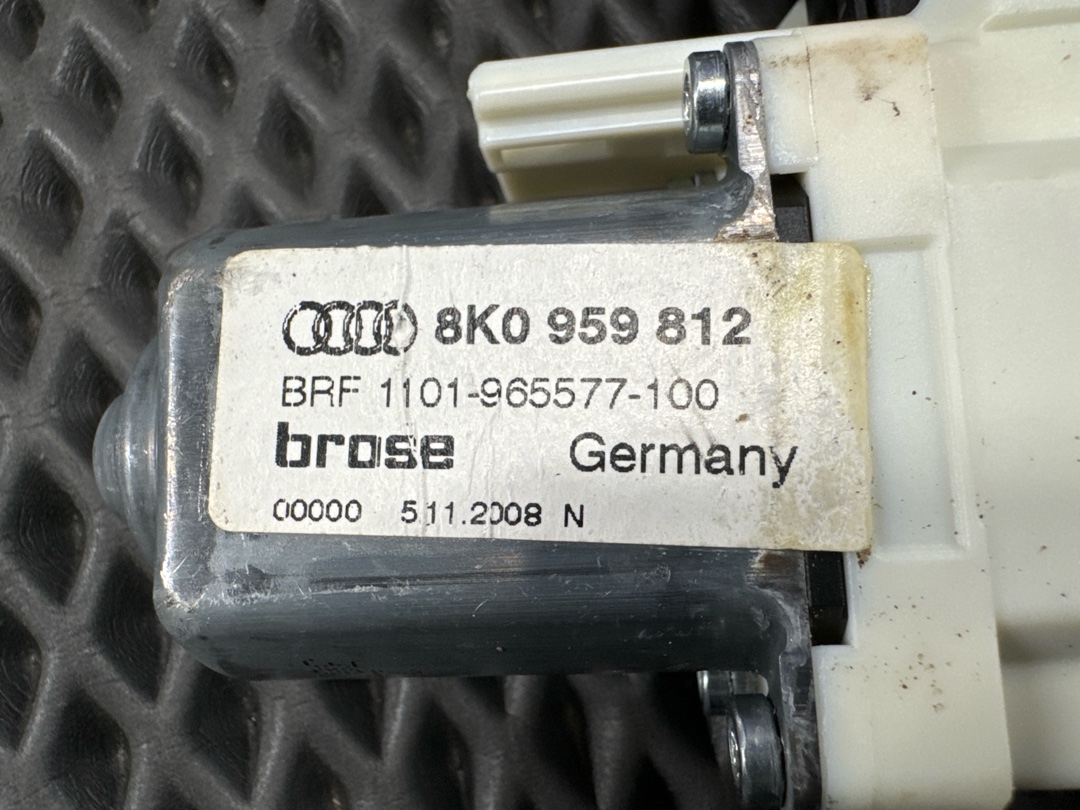 8K0 959 812
BRF 1101-965577-100
brose Germany
00000 5.11.2008 N